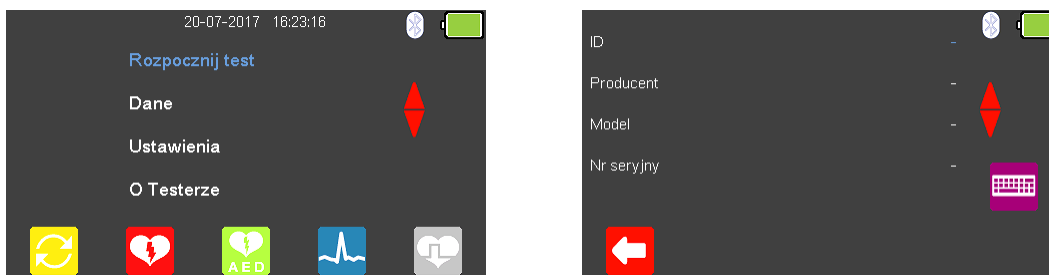 20-07-2017 16:23:16
Rozpocznij test
Dane
Ustawienia
O Testerze
AED
ID -
Producent -
Model -
Nr seryjny -